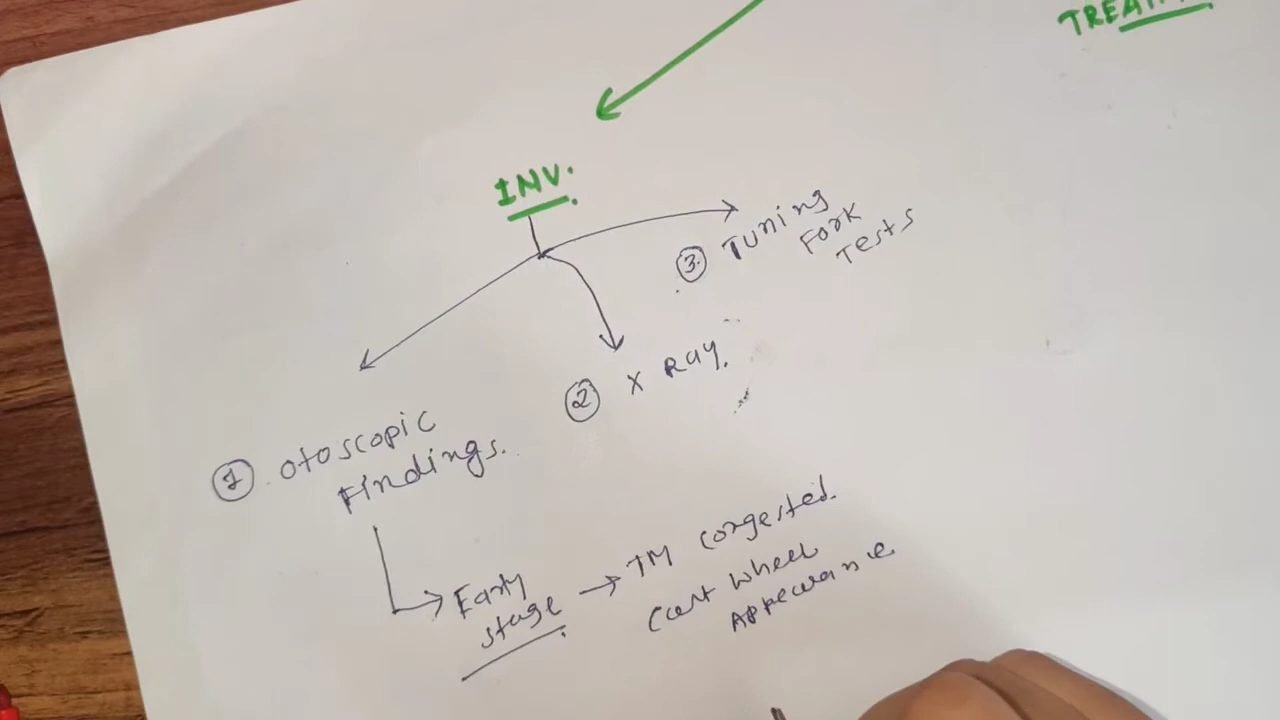 INV.
③ Tuning
Fork
Tests
② X Ray.
① otoscopic
Findings.
Early
stage → TM congested.
Cart wheel
Appearance